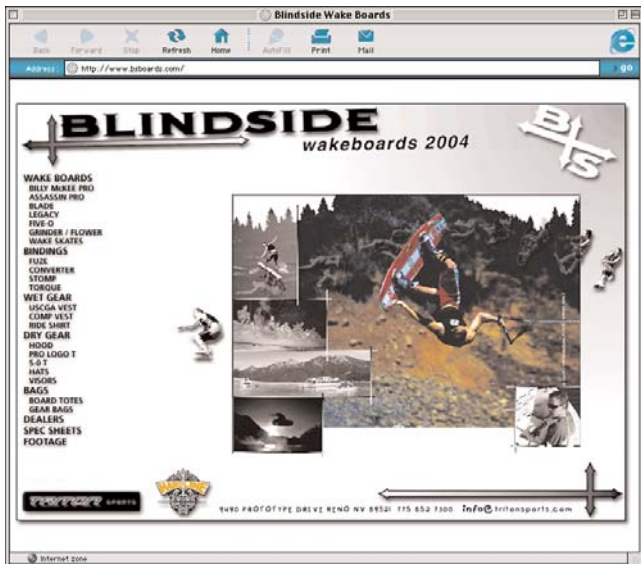 Blindside Wake Boards
Back Forward Stop Refresh Home AutoFill Print Mail
Address: http://www.bsboards.com/ go
BLINDSIDE
wakeboards 2004
B S
WAKE BOARDS
BILLY McKEE PRO
ASSASSIN PRO
BLADE
LEGACY
FIVE-O
GRINDER / FLOWER
WAKE SKATES
BINDINGS
FUZE
CONVERTER
STOMP
TORQUE
WET GEAR
USCGA VEST
COMP VEST
RIDE SHIRT
DRY GEAR
HOOD
PRO LOGO T
5-0 T
HATS
VISORS
BAGS
BOARD TOTES
GEAR BAGS
DEALERS
SPEC SHEETS
FOOTAGE
SPORTS
9490 PROTOTYPE DRIVE RENO NV 89521 775 852 7300 info@tritonsports.com
Internet zone